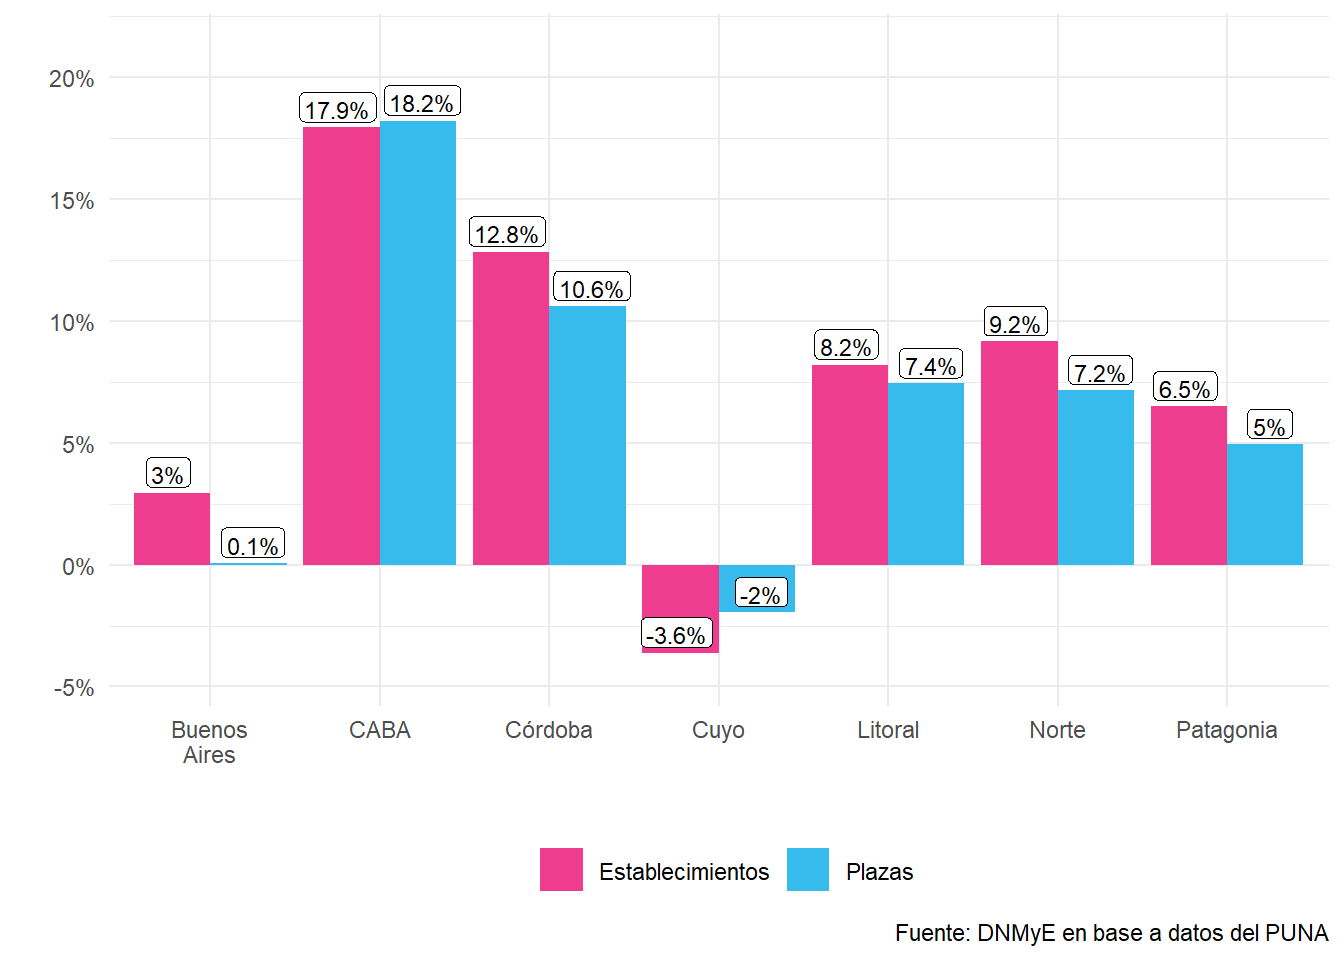 20%
15%
10%
5%
0%
-5%
3%
0.1%
17.9%
18.2%
12.8%
10.6%
-3.6%
-2%
8.2%
7.4%
9.2%
7.2%
6.5%
5%
Buenos
Aires
CABA
Córdoba
Cuyo
Litoral
Norte
Patagonia
Establecimientos
Plazas
Fuente: DNMyE en base a datos del PUNA